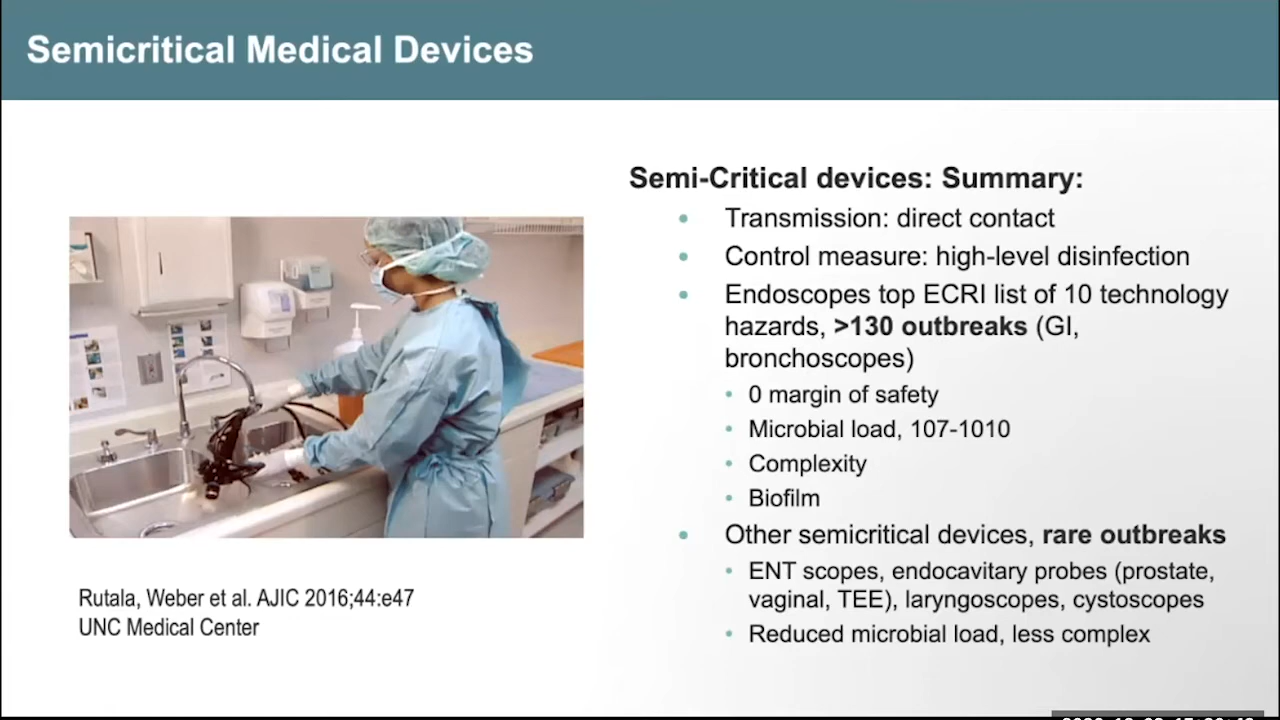 Semicritical Medical Devices
Semi-Critical devices: Summary:
Transmission: direct contact
Control measure: high-level disinfection
Endoscopes top ECRI list of 10 technology
hazards, >130 outbreaks (GI,
bronchoscopes)
0 margin of safety
Microbial load, 107-1010
Complexity
Biofilm
Other semicritical devices, rare outbreaks
ENT scopes, endocavitary probes (prostate,
vaginal, TEE), laryngoscopes, cystoscopes
Reduced microbial load, less complex
Rutala, Weber et al. AJIC 2016;44:e47
UNC Medical Center